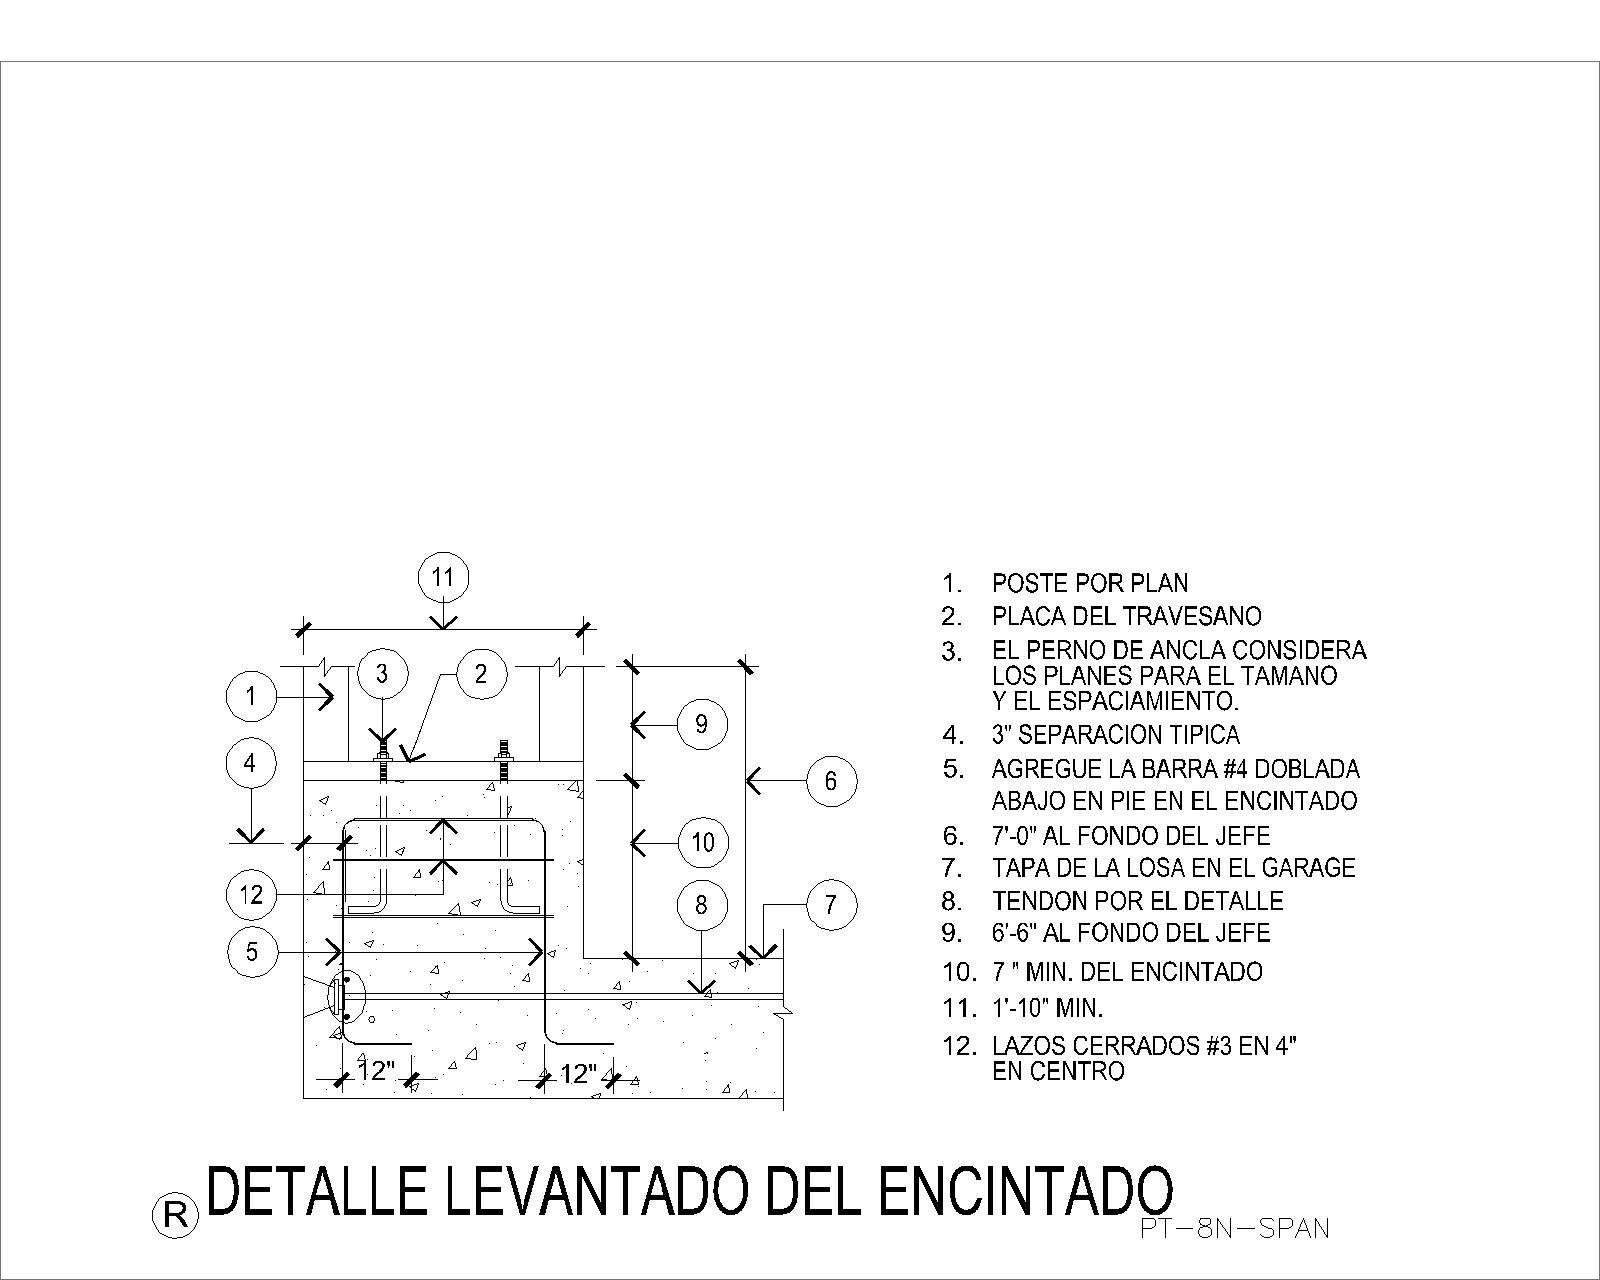 11
3
2
1
4
9
6
10
12
8
7
5
12"
12"
1. POSTE POR PLAN
2. PLACA DEL TRAVESANO
3. EL PERNO DE ANCLA CONSIDERA
LOS PLANES PARA EL TAMANO
Y EL ESPACIAMIENTO.
4. 3" SEPARACION TIPICA
5. AGREGUE LA BARRA #4 DOBLADA
ABAJO EN PIE EN EL ENCINTADO
6. 7'-0" AL FONDO DEL JEFE
7. TAPA DE LA LOSA EN EL GARAGE
8. TENDON POR EL DETALLE
9. 6'-6" AL FONDO DEL JEFE
10. 7 " MIN. DEL ENCINTADO
11. 1'-10" MIN.
12. LAZOS CERRADOS #3 EN 4"
EN CENTRO
R DETALLE LEVANTADO DEL ENCINTADO
PT-8N-SPAN